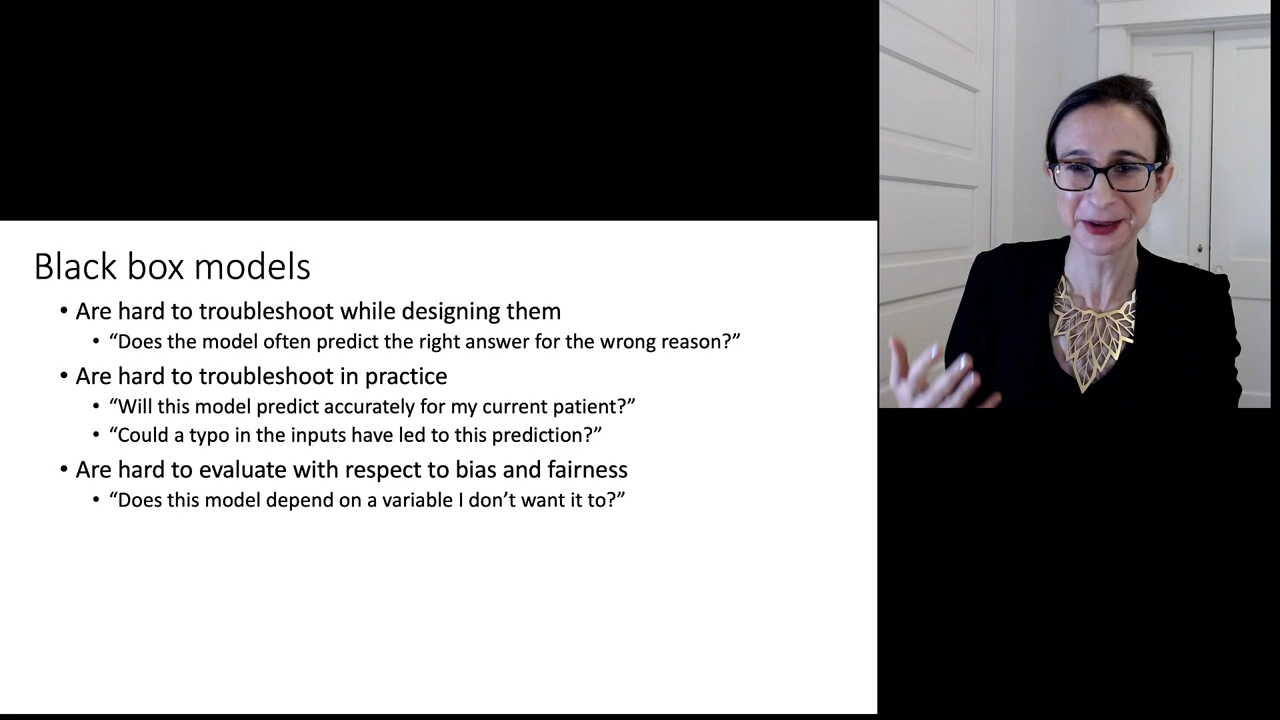 Black box models
• Are hard to troubleshoot while designing them
• “Does the model often predict the right answer for the wrong reason?”
• Are hard to troubleshoot in practice
• “Will this model predict accurately for my current patient?”
• “Could a typo in the inputs have led to this prediction?”
• Are hard to evaluate with respect to bias and fairness
• “Does this model depend on a variable I don’t want it to?”